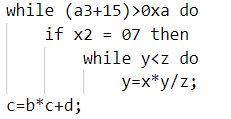 while (a3+15)>0xa do
if x2 = 07 then
while y<z do
y=x*y/z;
c=b*c+d;